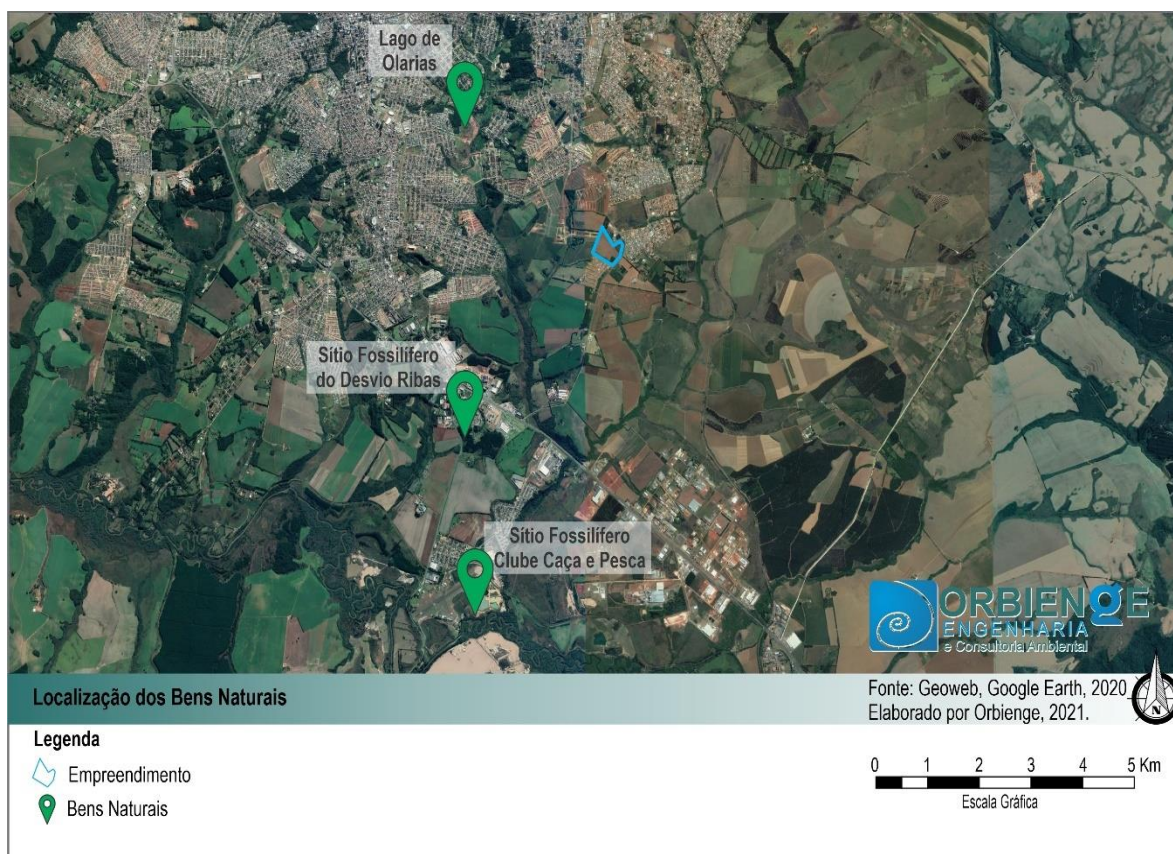 Lago de
Olarias
Sítio Fossilífero
do Desvio Ribas
Sítio Fossilífero
Clube Caça e Pesca
ORBIENGE
ENGENHARIA
e Consultoria Ambiental
Localização dos Bens Naturais
Fonte: Geoweb, Google Earth, 2020
Elaborado por Orbienge, 2021.
N
Legenda
Empreendimento
Bens Naturais
0 1 2 3 4 5 Km
Escala Gráfica